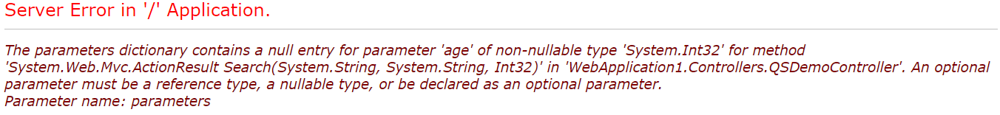 Server Error in '/' Application.
The parameters dictionary contains a null entry for parameter 'age' of non-nullable type 'System.Int32' for method
'System.Web.Mvc.ActionResult Search(System.String, System.String, Int32)' in 'WebApplication1.Controllers.QSDemoController'. An optional
parameter must be a reference type, a nullable type, or be declared as an optional parameter.
Parameter name: parameters